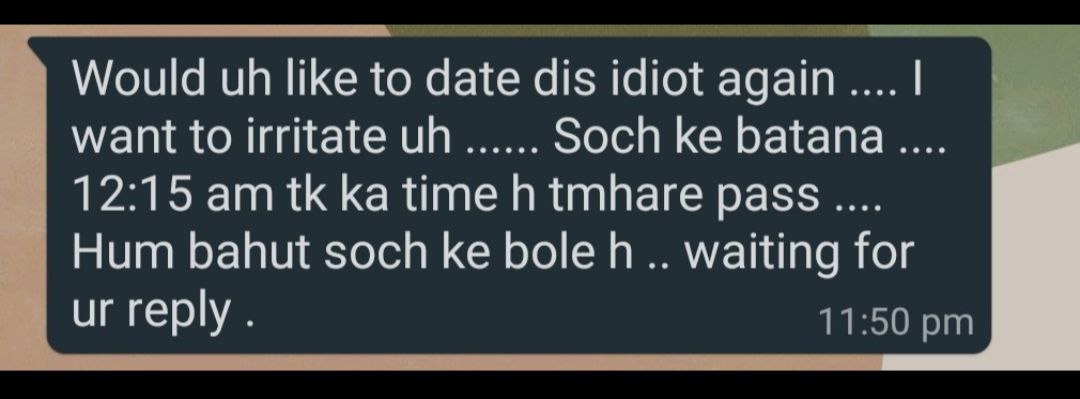 Would uh like to date dis idiot again .... I
want to irritate uh ...... Soch ke batana ....
12:15 am tk ka time h tmhare pass ....
Hum bahut soch ke bole h .. waiting for
ur reply .
11:50 pm